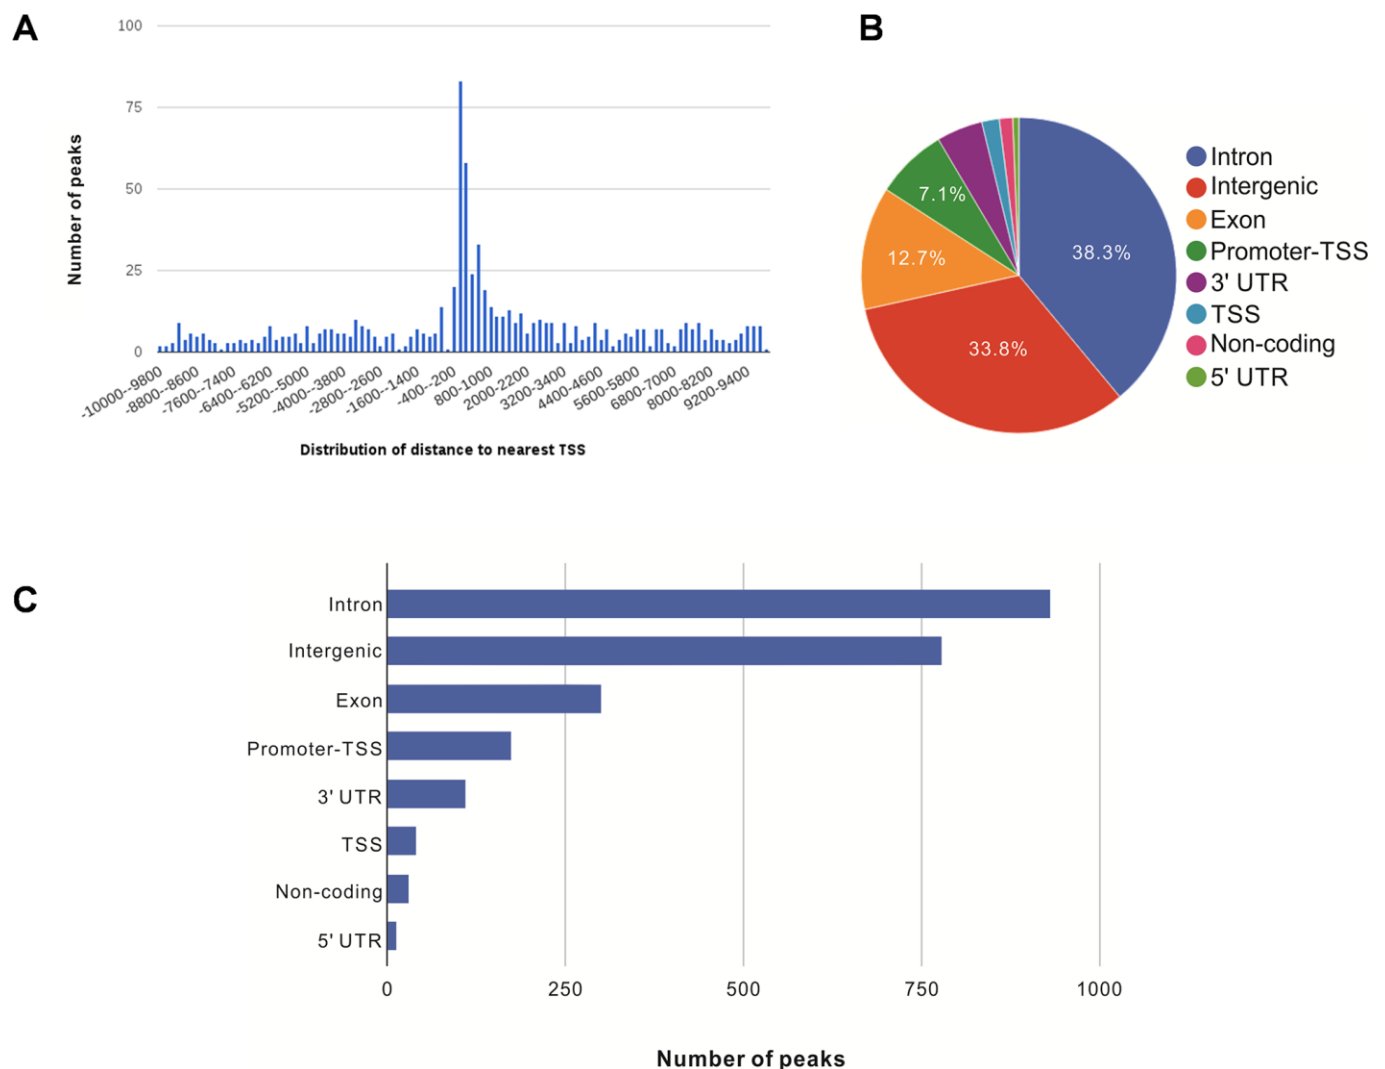 A
B
100
75
50
25
0
Number of peaks
-10000--9800
-8800--8600
-7600--7400
-6400--6200
-5200--5000
-4000--3800
-2800--2600
-1600--1400
-400--200
800-1000
2000-2200
3200-3400
4400-4600
5600-5800
6800-7000
8000-8200
9200-9400
Distribution of distance to nearest TSS
38.3%
33.8%
12.7%
7.1%
Intron
Intergenic
Exon
Promoter-TSS
3' UTR
TSS
Non-coding
5' UTR
C
Intron
Intergenic
Exon
Promoter-TSS
3' UTR
TSS
Non-coding
5' UTR
0
250
500
750
1000
Number of peaks